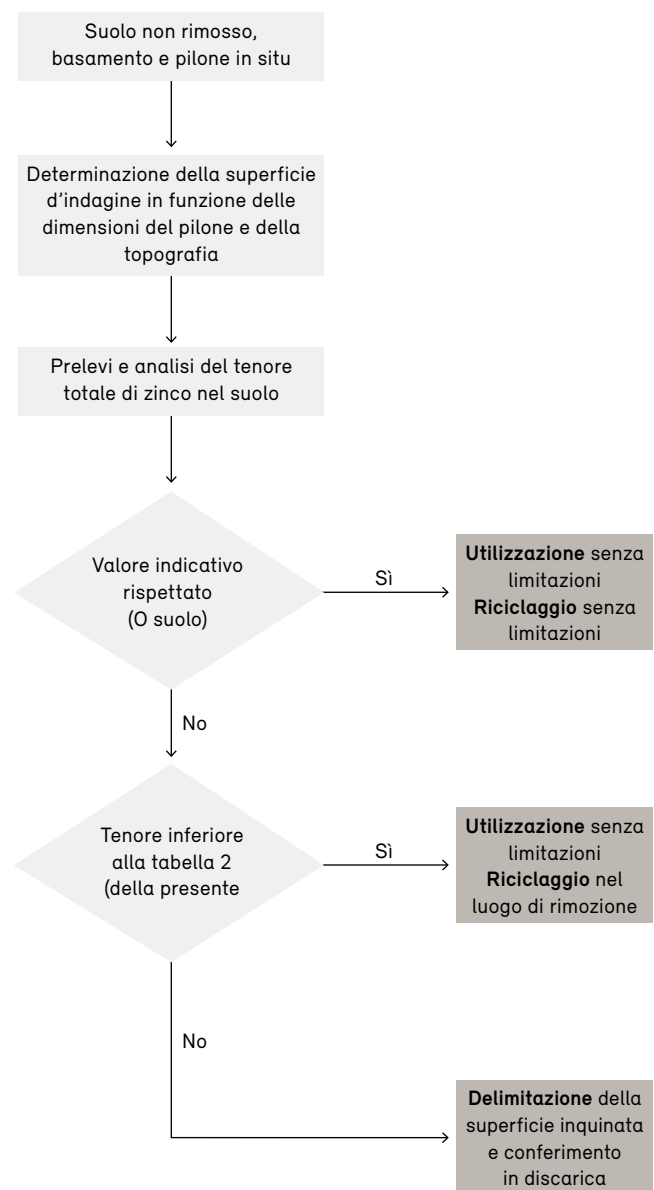 Suolo non rimosso,
basamento e pilone in situ
Determinazione della superficie
d'indagine in funzione delle
dimensioni del pilone e della
topografia
Prelevi e analisi del tenore
totale di zinco nel suolo
Valore indicativo
rispettato
(O suolo)
Sì
Utilizzazione senza
limitazioni
Riciclaggio senza
limitazioni
No
Tenore inferiore
alla tabella 2
(della presente
Sì
Utilizzazione senza
limitazioni
Riciclaggio nel
luogo di rimozione
No
Delimitazione della
superficie inquinata
e conferimento
in discarica